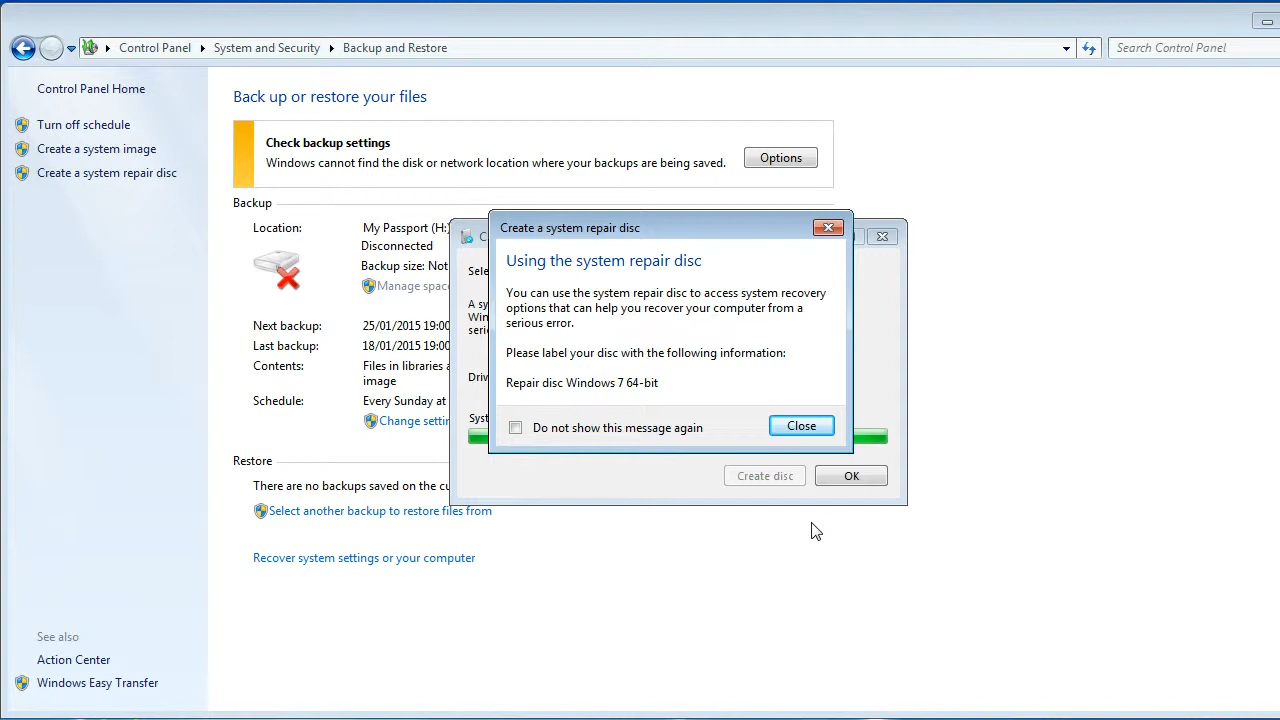 Control Panel System and Security Backup and Restore
Search Control Panel
Control Panel Home
Turn off schedule
Create a system image
Create a system repair disc
See also
Action Center
Windows Easy Transfer
Back up or restore your files
Check backup settings
Windows cannot find the disk or network location where your backups are being saved.
Options
Backup
Location: My Passport (H:)
Disconnected
Backup size: Not
Manage space
Next backup: 25/01/2015 19:00
Last backup: 18/01/2015 19:00
Contents: Files in libraries
image
Schedule: Every Sunday at
Change settin
Restore
There are no backups saved on the cu
Select another backup to restore files from
Recover system settings or your computer
C
Sele
A sy
Win
serio
Driv
Syst
Create disc OK
Create a system repair disc
Using the system repair disc
You can use the system repair disc to access system recovery
options that can help you recover your computer from a
serious error.
Please label your disc with the following information:
Repair disc Windows 7 64-bit
Do not show this message again
Close